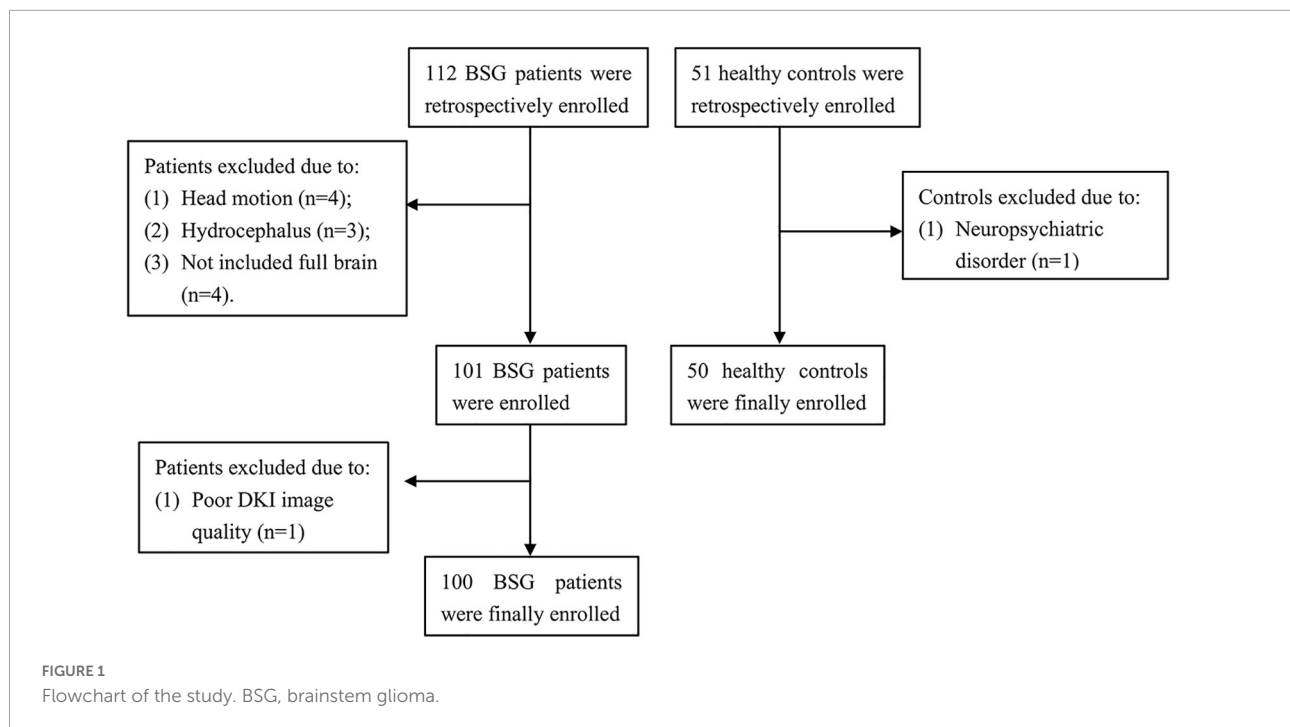 112 BSG patients were
retrospectively enrolled
51 healthy controls were
retrospectively enrolled
Patients excluded due to:
(1) Head motion (n=4);
(2) Hydrocephalus (n=3);
(3) Not included full brain
(n=4).
Controls excluded due to:
(1) Neuropsychiatric
disorder (n=1)
101 BSG patients
were enrolled
50 healthy controls
were finally enrolled
Patients excluded due to:
(1) Poor DKI image
quality (n=1)
100 BSG patients
were finally enrolled
FIGURE 1
Flowchart of the study. BSG, brainstem glioma.